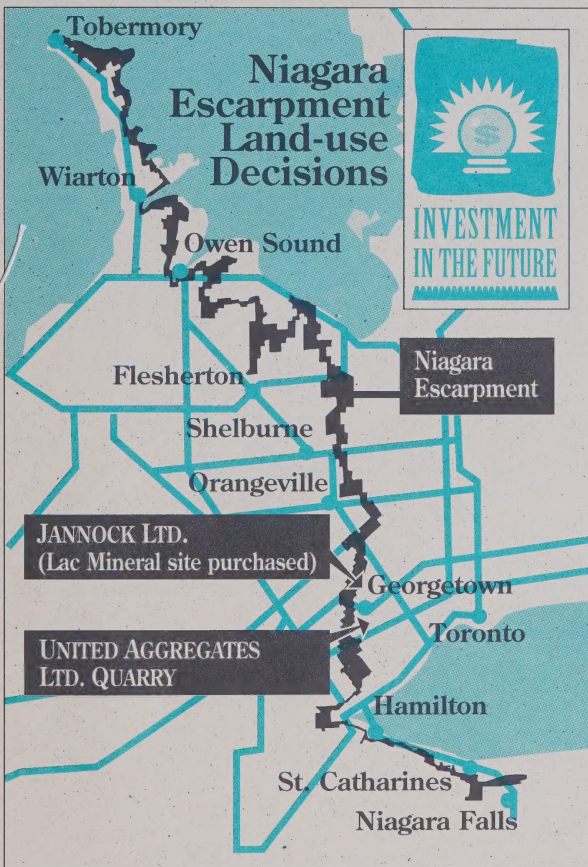 Tobermory
Niagara
Escarpment
Land-use
Decisions
$
INVESTMENT
IN THE FUTURE
Wiarton
Owen Sound
Niagara
Escarpment
Flesherton
Shelburne
Orangeville
JANNOCK LTD.
(Lac Mineral site purchased)
Georgetown
Toronto
UNITED AGGREGATES
LTD. QUARRY
Hamilton
St. Catharines
Niagara Falls